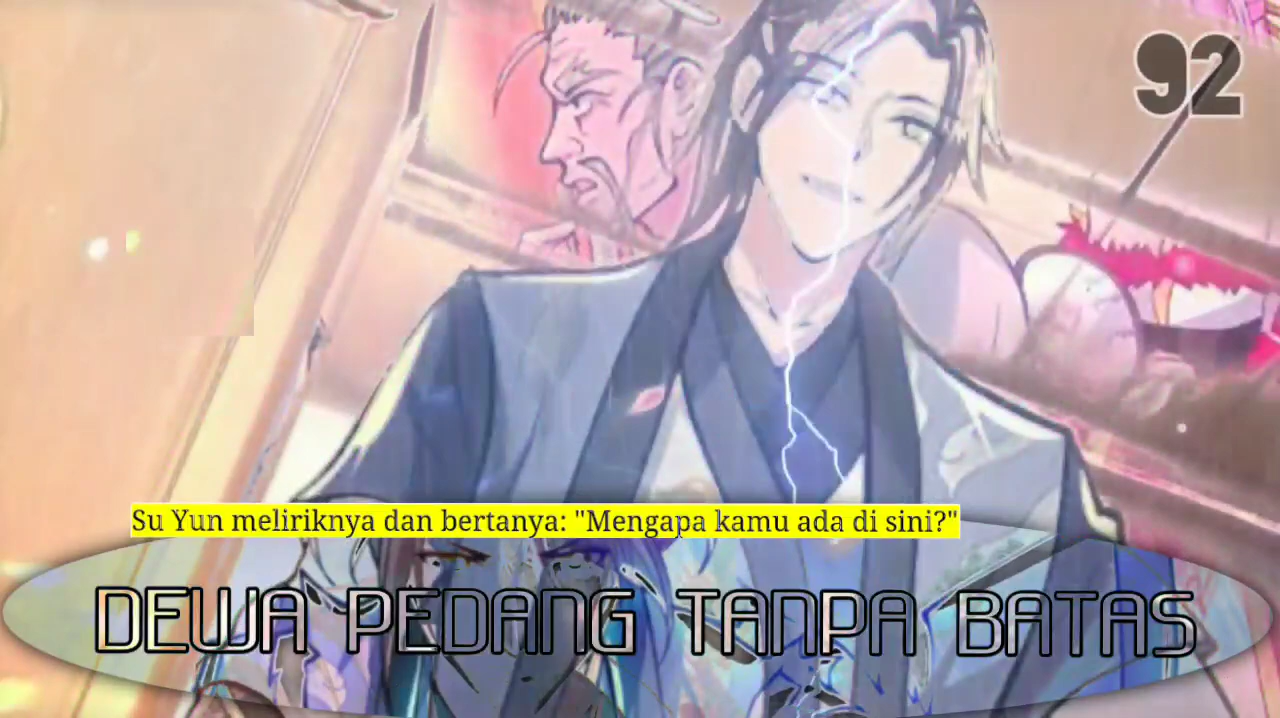 92
Su Yun meliriknya dan bertanya: "Mengapa kamu ada di sini?"
DEWA PEDANG TANPA BATAS